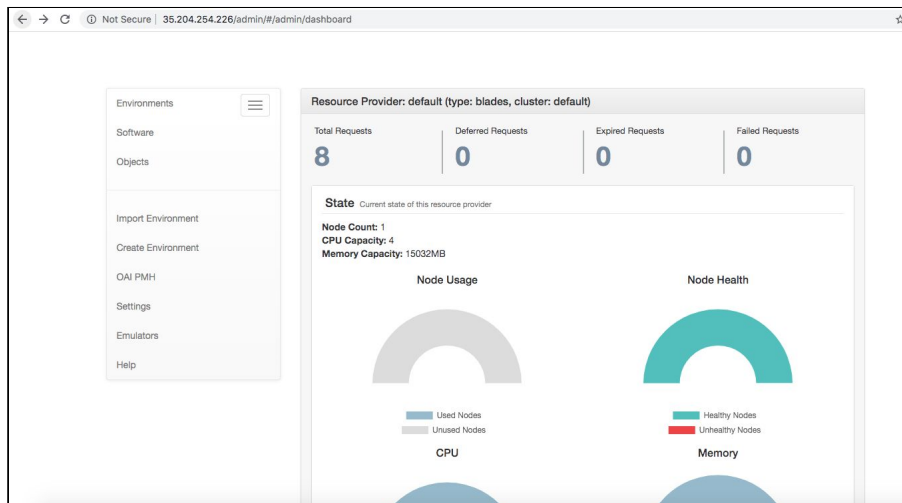 Not Secure | 35.204.254.226/admin/#/admin/dashboard
Environments
Software
Objects
Import Environment
Create Environment
OAI PMH
Settings
Emulators
Help
Resource Provider: default (type: blades, cluster: default)
Total Requests
8
Deferred Requests
0
Expired Requests
0
Failed Requests
0
State Current state of this resource provider
Node Count: 1
CPU Capacity: 4
Memory Capacity: 15032MB
Node Usage
Used Nodes
Unused Nodes
Node Health
Healthy Nodes
Unhealthy Nodes
CPU
Memory